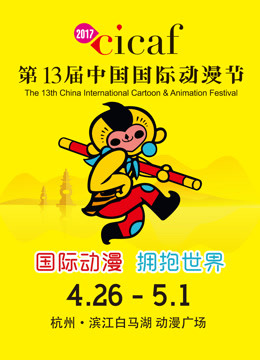 2017
cicaf
第13届中国国际动漫节
The 13th China International Cartoon & Animation Festival
国际动漫 拥抱世界
4.26 - 5.1
杭州·滨江白马湖 动漫广场